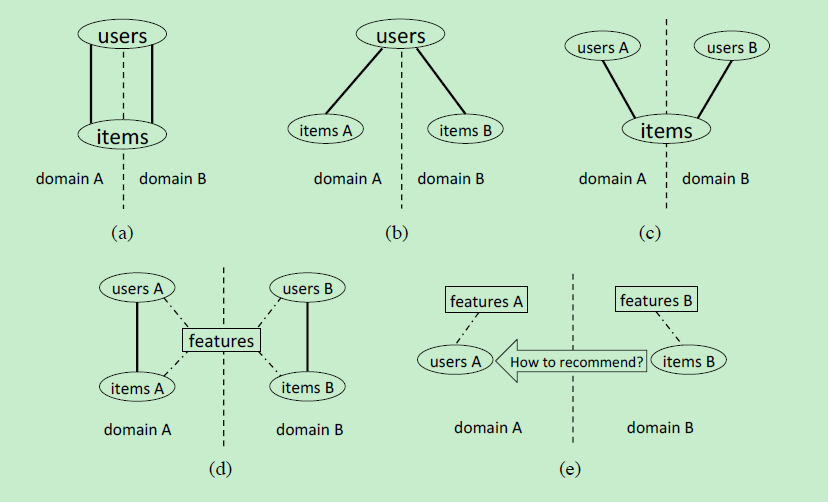 users
items
domain A domain B
(a)
users
items A items B
domain A domain B
(b)
users A users B
items
domain A domain B
(c)
users A users B
features
items A items B
domain A domain B
(d)
features A features B
users A How to recommend? items B
domain A domain B
(e)